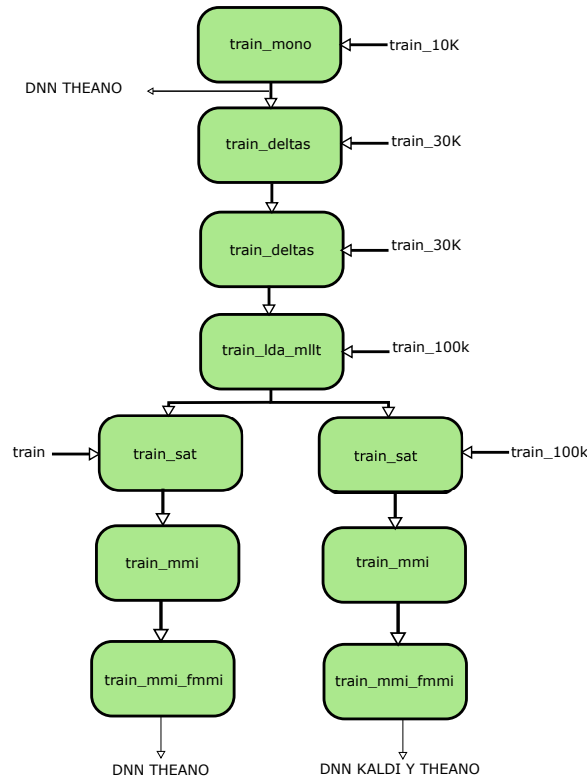 train_mono
train_10K
DNN THEANO
train_deltas
train_30K
train_deltas
train_30K
train_lda_mllt
train_100k
train
train_sat
train_sat
train_100k
train_mmi
train_mmi
train_mmi_fmmi
train_mmi_fmmi
DNN THEANO
DNN KALDI Y THEANO